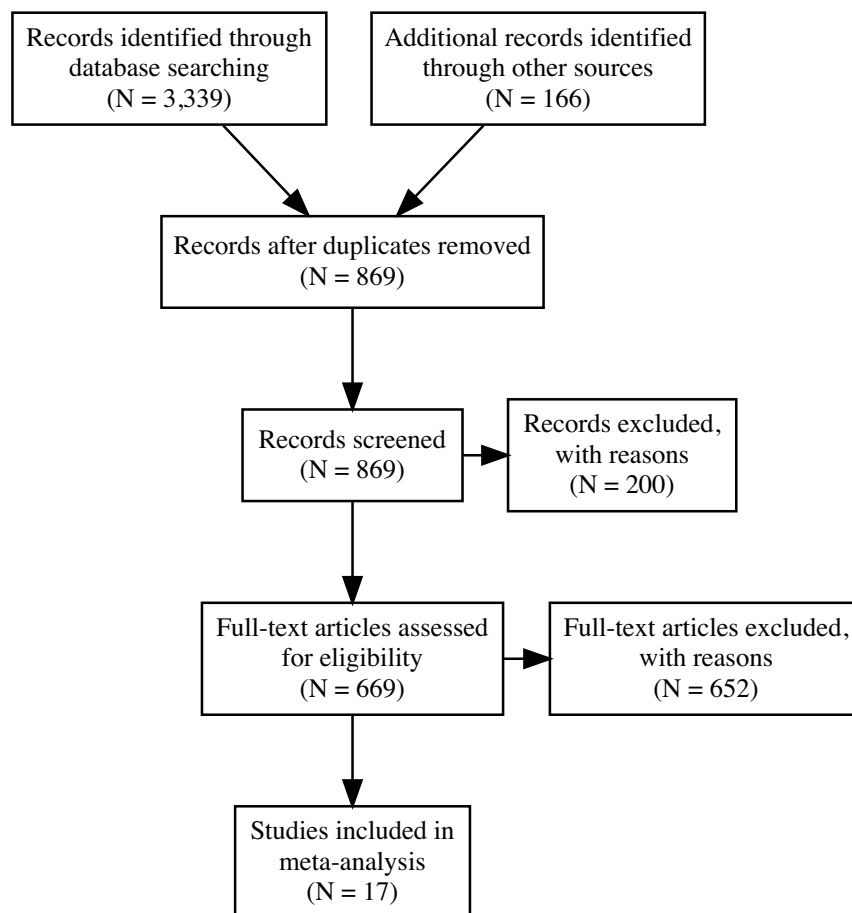 Records identified through
database searching
(N = 3,339)
Additional records identified
through other sources
(N = 166)
Records after duplicates removed
(N = 869)
Records screened
(N = 869)
Records excluded,
with reasons
(N = 200)
Full-text articles assessed
for eligibility
(N = 669)
Full-text articles excluded,
with reasons
(N = 652)
Studies included in
meta-analysis
(N = 17)